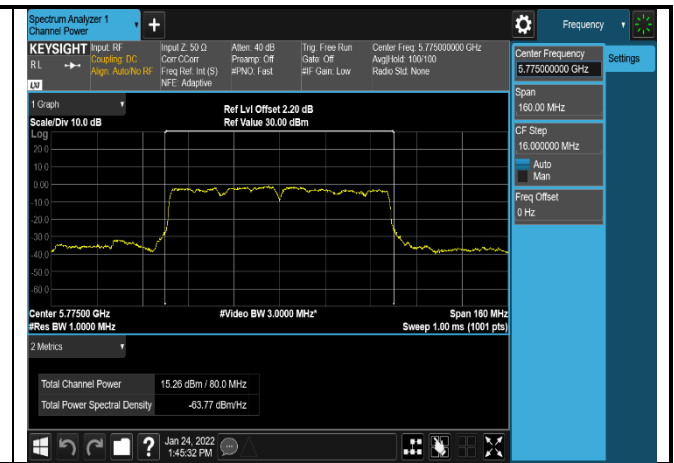 Spectrum Analyzer 1
Channel Power
Frequency
KEYSIGHT
RL
LXI
Input: RF
Coupling: DC
Align: Auto/No RF
Input Z: 50 Ω
Corr CCorr
Freq Ref: Int (S)
NFE: Adaptive
Atten: 40 dB
Preamp: Off
#PNO: Fast
Trig: Free Run
Gate: Off
#IF Gain: Low
Center Freq: 5.775000000 GHz
Avg|Hold: 100/100
Radio Std: None
Center Frequency
5.775000000 GHz
Settings
Span
160.00 MHz
CF Step
16.000000 MHz
Auto
Man
Freq Offset
0 Hz
1 Graph
Scale/Div 10.0 dB
Ref Lvl Offset 2.20 dB
Ref Value 30.00 dBm
Log
20.0
10.0
0.00
-10.0
-20.0
-30.0
-40.0
-50.0
-60.0
Center 5.77500 GHz
#Video BW 3.0000 MHz*
Span 160 MHz
#Res BW 1.0000 MHz
Sweep 1.00 ms (1001 pts)
2 Metrics
Total Channel Power 15.26 dBm / 80.0 MHz
Total Power Spectral Density -63.77 dBm/Hz
?
Jan 24, 2022
1:45:32 PM